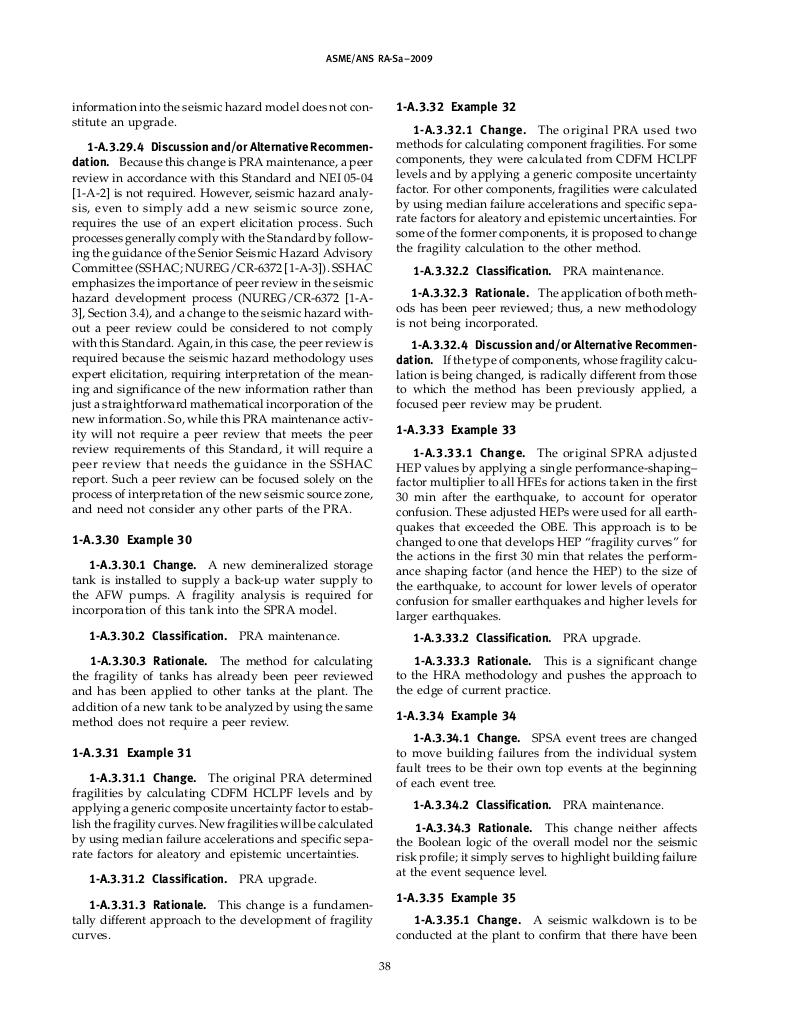 ASME/ANS RA-Sa–2009
information into the seismic hazard model does not con-
stitute an upgrade.
1-A.3.29.4 Discussion and/or Alternative Recommen-
dation. Because this change is PRA maintenance, a peer
review in accordance with this Standard and NEI 05-04
[1-A-2] is not required. However, seismic hazard analy-
sis, even to simply add a new seismic source zone,
requires the use of an expert elicitation process. Such
processes generally comply with the Standard by follow-
ing the guidance of the Senior Seismic Hazard Advisory
Committee (SSHAC; NUREG/CR-6372 [1-A-3]). SSHAC
emphasizes the importance of peer review in the seismic
hazard development process (NUREG/CR-6372 [1-A-
3], Section 3.4), and a change to the seismic hazard with-
out a peer review could be considered to not comply
with this Standard. Again, in this case, the peer review is
required because the seismic hazard methodology uses
expert elicitation, requiring interpretation of the mean-
ing and significance of the new information rather than
just a straightforward mathematical incorporation of the
new information. So, while this PRA maintenance activ-
ity will not require a peer review that meets the peer
review requirements of this Standard, it will require a
peer review that needs the guidance in the SSHAC
report. Such a peer review can be focused solely on the
process of interpretation of the new seismic source zone,
and need not consider any other parts of the PRA.
1-A.3.30 Example 30
1-A.3.30.1 Change. A new demineralized storage
tank is installed to supply a back-up water supply to
the AFW pumps. A fragility analysis is required for
incorporation of this tank into the SPRA model.
1-A.3.30.2 Classification. PRA maintenance.
1-A.3.30.3 Rationale. The method for calculating
the fragility of tanks has already been peer reviewed
and has been applied to other tanks at the plant. The
addition of a new tank to be analyzed by using the same
method does not require a peer review.
1-A.3.31 Example 31
1-A.3.31.1 Change. The original PRA determined
fragilities by calculating CDFM HCLPF levels and by
applying a generic composite uncertainty factor to estab-
lish the fragility curves. New fragilities will be calculated
by using median failure accelerations and specific sepa-
rate factors for aleatory and epistemic uncertainties.
1-A.3.31.2 Classification. PRA upgrade.
1-A.3.31.3 Rationale. This change is a fundamen-
tally different approach to the development of fragility
curves.
1-A.3.32 Example 32
1-A.3.32.1 Change. The original PRA used two
methods for calculating component fragilities. For some
components, they were calculated from CDFM HCLPF
levels and by applying a generic composite uncertainty
factor. For other components, fragilities were calculated
by using median failure accelerations and specific sepa-
rate factors for aleatory and epistemic uncertainties. For
some of the former components, it is proposed to change
the fragility calculation to the other method.
1-A.3.32.2 Classification. PRA maintenance.
1-A.3.32.3 Rationale. The application of both meth-
ods has been peer reviewed; thus, a new methodology
is not being incorporated.
1-A.3.32.4 Discussion and/or Alternative Recommen-
dation. If the type of components, whose fragility calcu-
lation is being changed, is radically different from those
to which the method has been previously applied, a
focused peer review may be prudent.
1-A.3.33 Example 33
1-A.3.33.1 Change. The original SPRA adjusted
HEP values by applying a single performance-shaping–
factor multiplier to all HFEs for actions taken in the first
30 min after the earthquake, to account for operator
confusion. These adjusted HEPs were used for all earth-
quakes that exceeded the OBE. This approach is to be
changed to one that develops HEP “fragility curves” for
the actions in the first 30 min that relates the perform-
ance shaping factor (and hence the HEP) to the size of
the earthquake, to account for lower levels of operator
confusion for smaller earthquakes and higher levels for
larger earthquakes.
1-A.3.33.2 Classification. PRA upgrade.
1-A.3.33.3 Rationale. This is a significant change
to the HRA methodology and pushes the approach to
the edge of current practice.
1-A.3.34 Example 34
1-A.3.34.1 Change. SPSA event trees are changed
to move building failures from the individual system
fault trees to be their own top events at the beginning
of each event tree.
1-A.3.34.2 Classification. PRA maintenance.
1-A.3.34.3 Rationale. This change neither affects
the Boolean logic of the overall model nor the seismic
risk profile; it simply serves to highlight building failure
at the event sequence level.
1-A.3.35 Example 35
1-A.3.35.1 Change. A seismic walkdown is to be
conducted at the plant to confirm that there have been
38